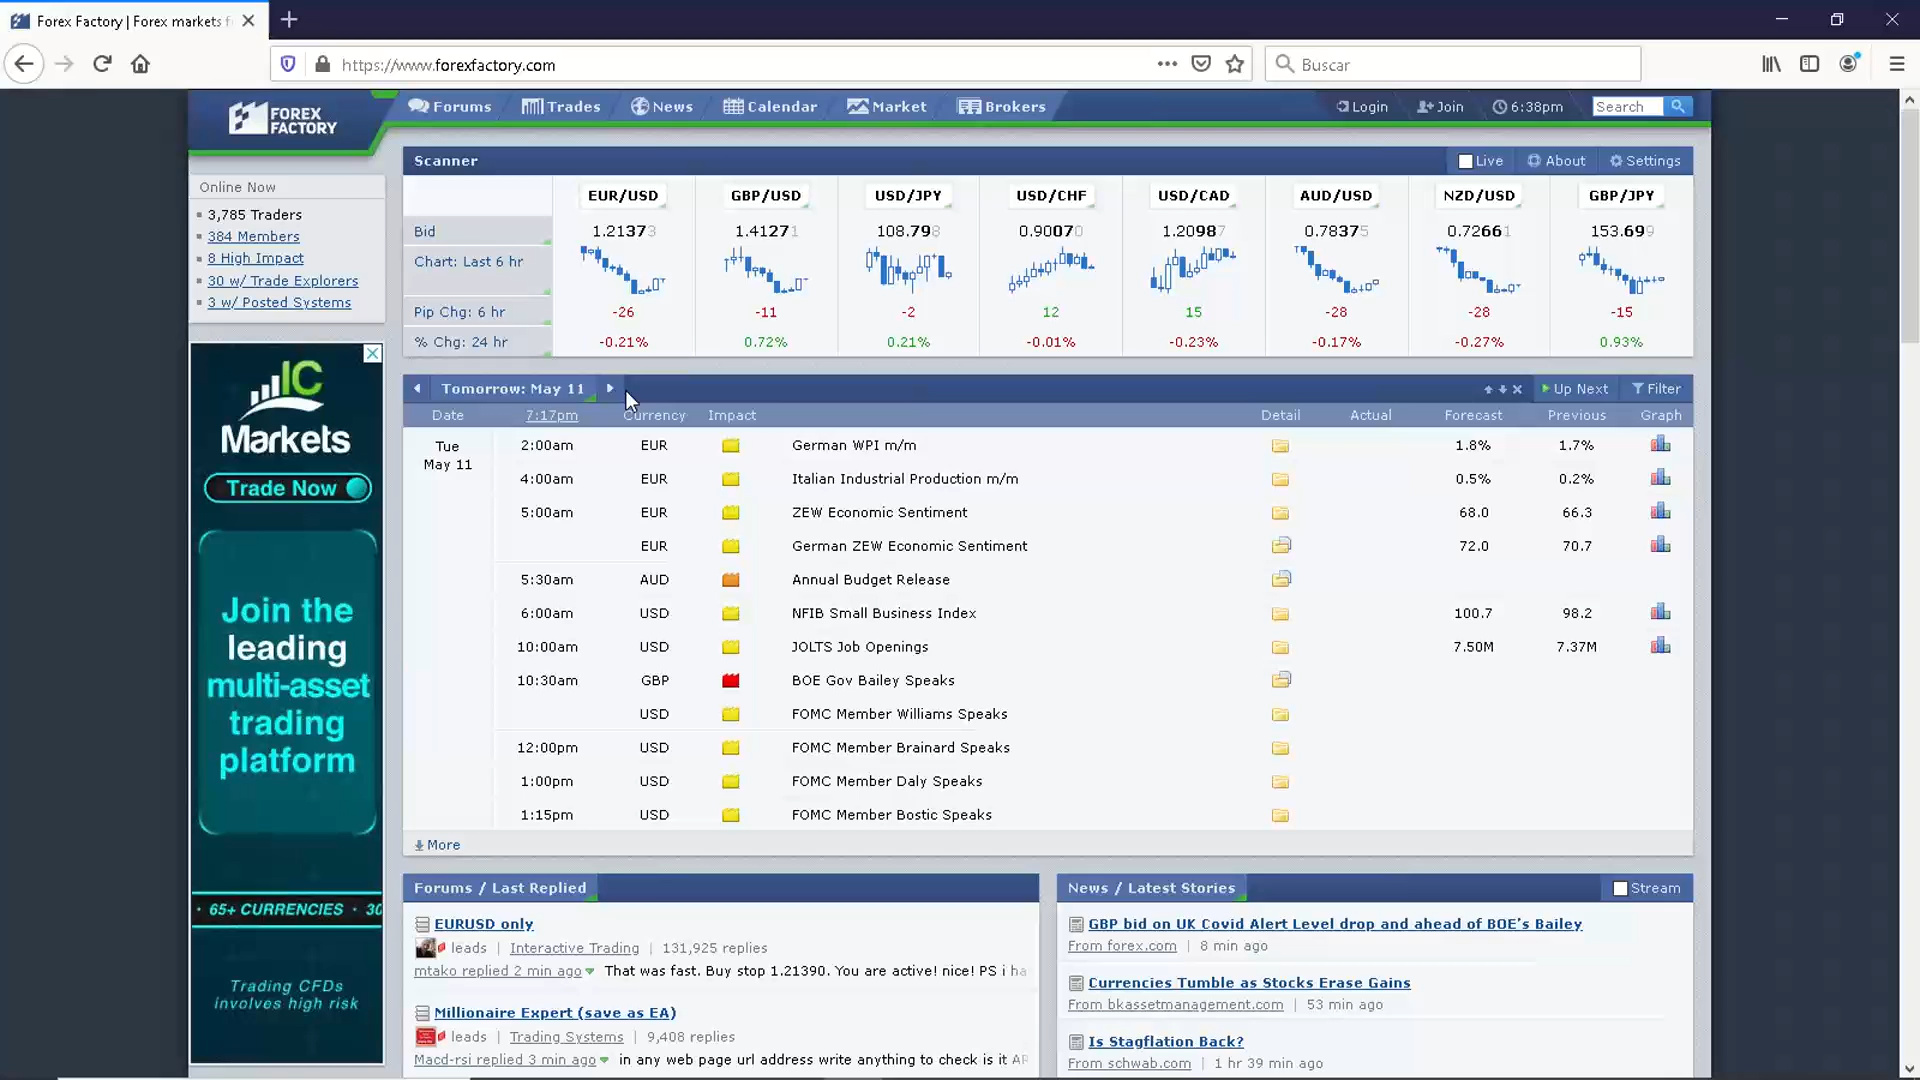 Forex Factory | Forex markets f
https://www.forexfactory.com
Buscar
FOREX FACTORY
Forums Trades News Calendar Market Brokers
Login Join 6:38pm Search
Online Now
3,785 Traders
384 Members
8 High Impact
30 w/ Trade Explorers
3 w/ Posted Systems
IC
Markets
Trade Now
Join the
leading
multi-asset
trading
platform
· 65+ CURRENCIES · 30
Trading CFDs
involves high risk
Scanner Live About Settings
EUR/USD GBP/USD USD/JPY USD/CHF USD/CAD AUD/USD NZD/USD GBP/JPY
Bid 1.21373 1.41271 108.798 0.90070 1.20987 0.78375 0.72661 153.699
Chart: Last 6 hr
Pip Chg: 6 hr -26 -11 -2 12 15 -28 -28 -15
% Chg: 24 hr -0.21% 0.72% 0.21% -0.01% -0.23% -0.17% -0.27% 0.93%
Tomorrow: May 11 Up Next Filter
Date 7:17pm Currency Impact Detail Actual Forecast Previous Graph
Tue 2:00am EUR German WPI m/m 1.8% 1.7%
May 11
4:00am EUR Italian Industrial Production m/m 0.5% 0.2%
5:00am EUR ZEW Economic Sentiment 68.0 66.3
EUR German ZEW Economic Sentiment 72.0 70.7
5:30am AUD Annual Budget Release
6:00am USD NFIB Small Business Index 100.7 98.2
10:00am USD JOLTS Job Openings 7.50M 7.37M
10:30am GBP BOE Gov Bailey Speaks
USD FOMC Member Williams Speaks
12:00pm USD FOMC Member Brainard Speaks
1:00pm USD FOMC Member Daly Speaks
1:15pm USD FOMC Member Bostic Speaks
More
Forums / Last Replied
EURUSD only
leads | Interactive Trading | 131,925 replies
mtako replied 2 min ago That was fast. Buy stop 1.21390. You are active! nice! PS i ha
Millionaire Expert (save as EA)
leads | Trading Systems | 9,408 replies
Macd-rsi replied 3 min ago in any web page url address write anything to check is it AF
News / Latest Stories Stream
GBP bid on UK Covid Alert Level drop and ahead of BOE's Bailey
From forex.com | 8 min ago
Currencies Tumble as Stocks Erase Gains
From bkassetmanagement.com | 53 min ago
Is Stagflation Back?
From schwab.com | 1 hr 39 min ago